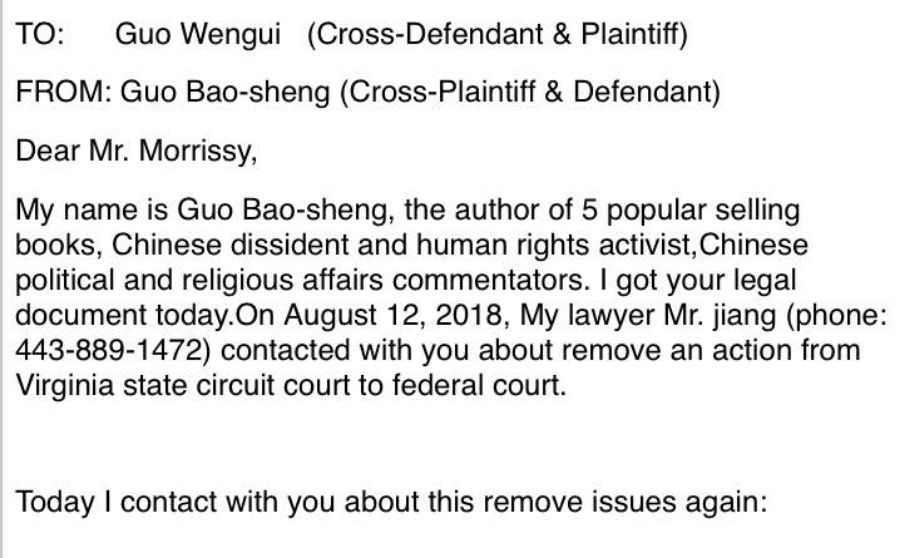 TO: Guo Wengui (Cross-Defendant & Plaintiff)
FROM: Guo Bao-sheng (Cross-Plaintiff & Defendant)
Dear Mr. Morrissy,
My name is Guo Bao-sheng, the author of 5 popular selling
books, Chinese dissident and human rights activist,Chinese
political and religious affairs commentators. I got your legal
document today.On August 12, 2018, My lawyer Mr. jiang (phone:
443-889-1472) contacted with you about remove an action from
Virginia state circuit court to federal court.
Today I contact with you about this remove issues again: